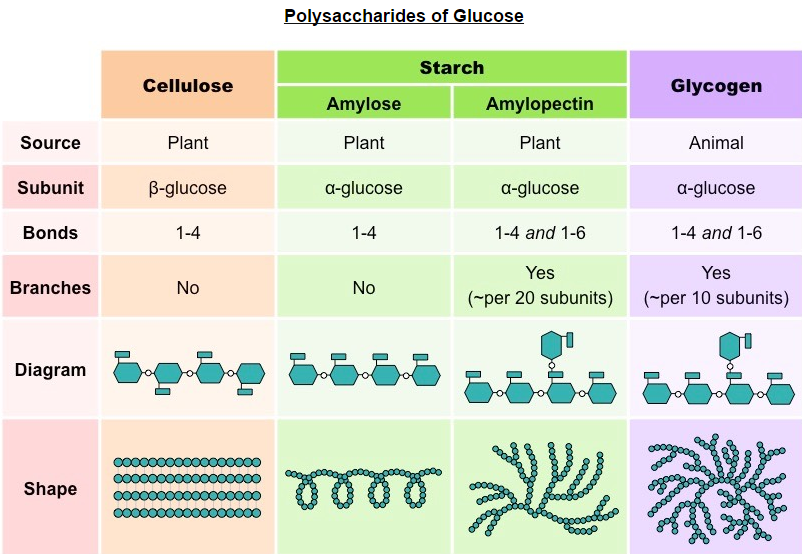 Polysaccharides of Glucose
Cellulose
Starch
Glycogen
Amylose
Amylopectin
Source
Plant
Plant
Plant
Animal
Subunit
β-glucose
α-glucose
α-glucose
α-glucose
Bonds
1-4
1-4
1-4 and 1-6
1-4 and 1-6
Branches
No
No
Yes
(~per 20 subunits)
Yes
(~per 10 subunits)
Diagram
Shape